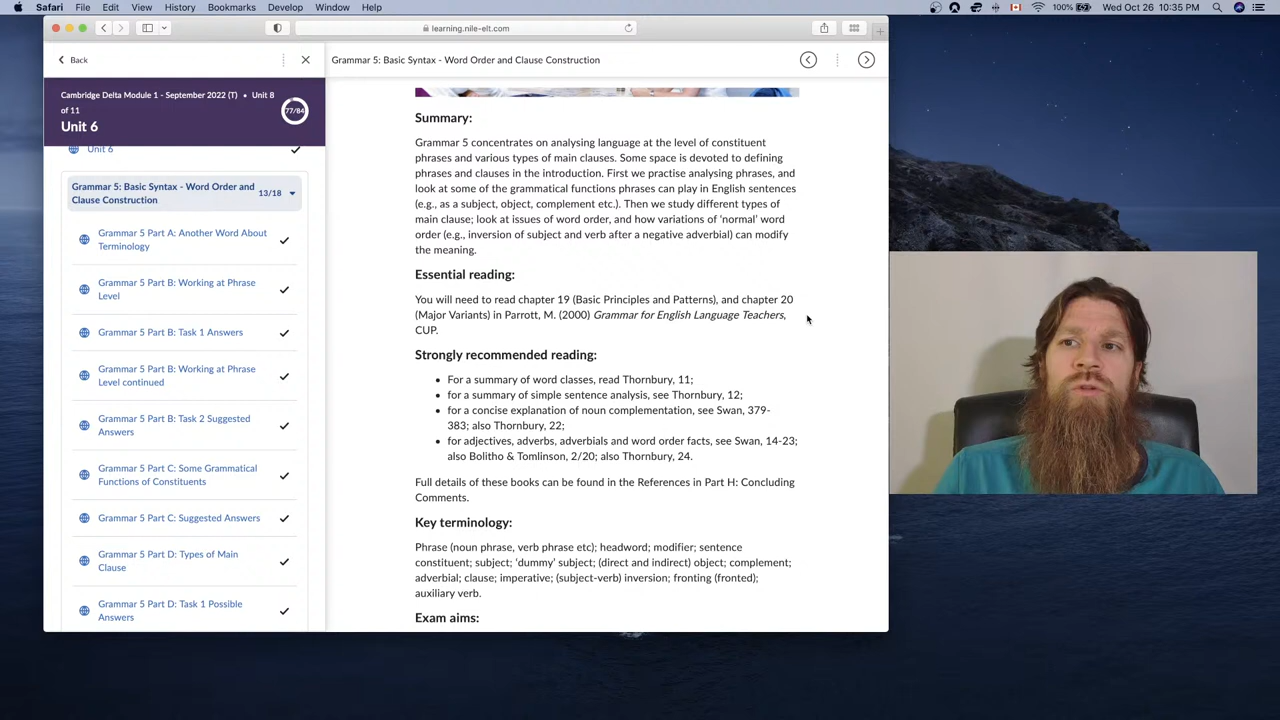 Safari File Edit View History Bookmarks Develop Window Help
100% Wed Oct 26 10:35 PM
learning.nile-elt.com
Back
Grammar 5: Basic Syntax - Word Order and Clause Construction
Cambridge Delta Module 1 - September 2022 (T) • Unit 8
of 11
77/84
Unit 6
Unit 6
Grammar 5: Basic Syntax - Word Order and
Clause Construction
13/18
Grammar 5 Part A: Another Word About
Terminology
Grammar 5 Part B: Working at Phrase
Level
Grammar 5 Part B: Task 1 Answers
Grammar 5 Part B: Working at Phrase
Level continued
Grammar 5 Part B: Task 2 Suggested
Answers
Grammar 5 Part C: Some Grammatical
Functions of Constituents
Grammar 5 Part C: Suggested Answers
Grammar 5 Part D: Types of Main
Clause
Grammar 5 Part D: Task 1 Possible
Answers
Summary:
Grammar 5 concentrates on analysing language at the level of constituent
phrases and various types of main clauses. Some space is devoted to defining
phrases and clauses in the introduction. First we practise analysing phrases, and
look at some of the grammatical functions phrases can play in English sentences
(e.g., as a subject, object, complement etc.). Then we study different types of
main clause; look at issues of word order, and how variations of 'normal' word
order (e.g., inversion of subject and verb after a negative adverbial) can modify
the meaning.
Essential reading:
You will need to read chapter 19 (Basic Principles and Patterns), and chapter 20
(Major Variants) in Parrott, M. (2000) Grammar for English Language Teachers,
CUP.
Strongly recommended reading:
• For a summary of word classes, read Thornbury, 11;
• for a summary of simple sentence analysis, see Thornbury, 12;
• for a concise explanation of noun complementation, see Swan, 379-
383; also Thornbury, 22;
• for adjectives, adverbs, adverbials and word order facts, see Swan, 14-23;
also Bolitho & Tomlinson, 2/20; also Thornbury, 24.
Full details of these books can be found in the References in Part H: Concluding
Comments.
Key terminology:
Phrase (noun phrase, verb phrase etc); headword; modifier; sentence
constituent; subject; 'dummy' subject; (direct and indirect) object; complement;
adverbial; clause; imperative; (subject-verb) inversion; fronting (fronted);
auxiliary verb.
Exam aims: